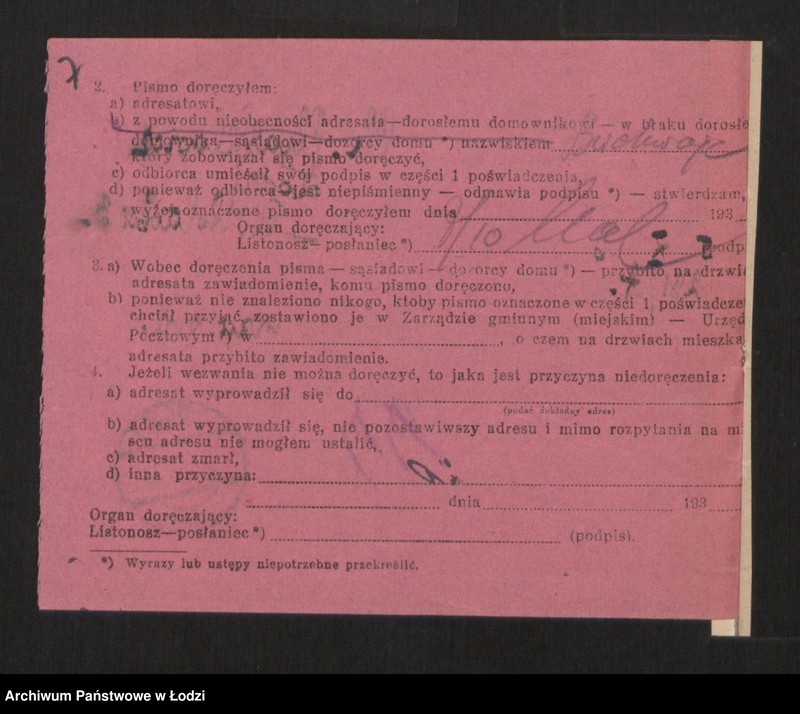 2. Pismo doręczyłem:
a) adresatowi,
b) z powodu nieobecności adresata—dorosłemu domownikowi — w braku dorosłe
domownika—sąsiadowi—dozorcy domu *) nazwiskiem
który zobowiązał się pismo doręczyć,
c) odbiorca umieścił swój podpis w części 1 poświadczenia,
d) ponieważ odbiorca jest niepiśmienny — odmawia podpisu *) — stwierdzam,
wyżej oznaczone pismo doręczyłem dnia 193
Organ doręczający:
Listonosz—posłaniec *) podp
3. a) Wobec doręczenia pisma — sąsiadowi — dozorcy domu *) — przybito na drzwia
adresata zawiadomienie, komu pismo doręczono,
b) ponieważ nie znaleziono nikogo, ktoby pismo oznaczone w części 1 poświadcze
chciał przyjąć, zostawiono je w Zarządzie gminnym (miejskim) — Urzęd
Pocztowym *) w , o czem na drzwiach mieszka
adresata przybito zawiadomienie.
4. Jeżeli wezwania nie można doręczyć, to jaka jest przyczyna niedoręczenia:
a) adresat wyprowadził się do
(podać dokładny adres)
b) adresat wyprowadził się, nie pozostawiwszy adresu i mimo rozpytania na mi
scu adresu nie mogłem ustalić,
c) adresat zmarł,
d) inna przyczyna:
dnia 193
Organ doręczający:
Listonosz—posłaniec *) (podpis).
*) Wyrazy lub ustępy niepotrzebne przekreślić.
Archiwum Państwowe w Łodzi